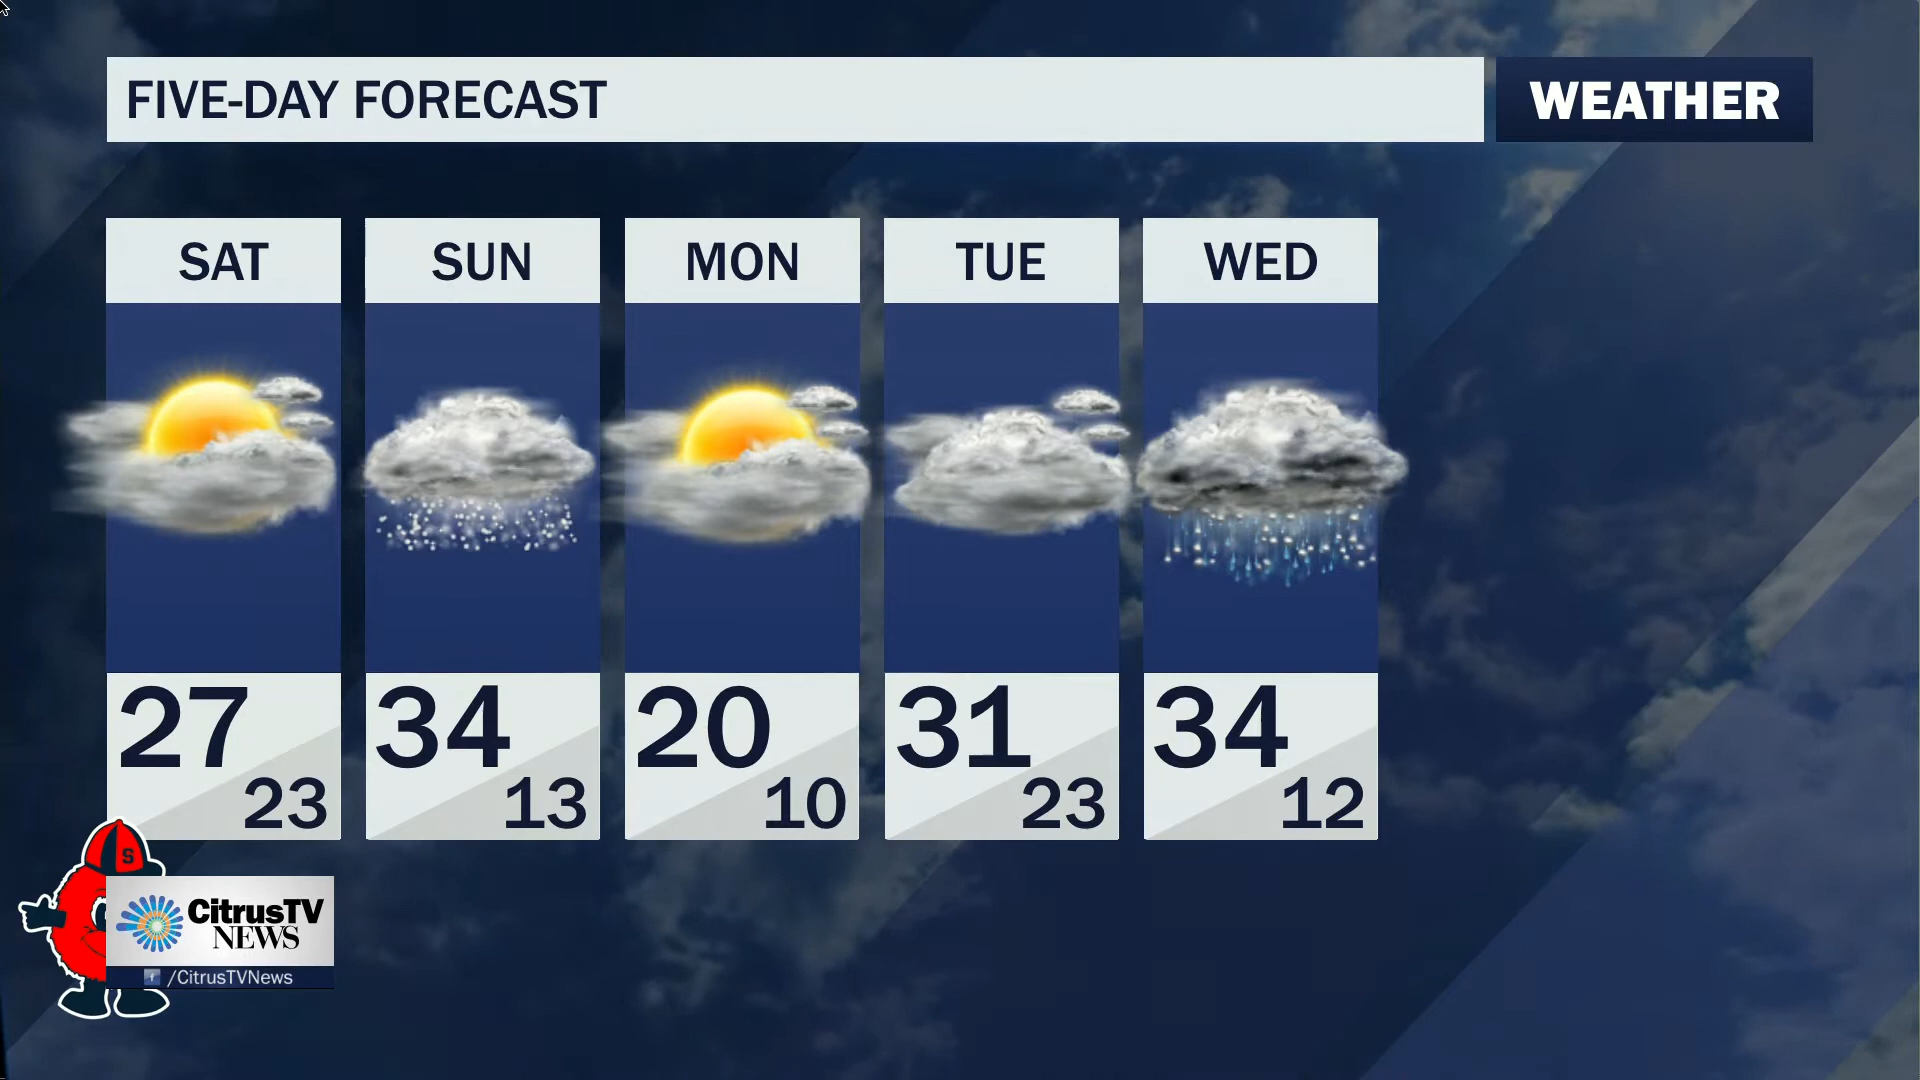 FIVE-DAY FORECAST
WEATHER
SAT
SUN
MON
TUE
WED
27
23
34
13
20
10
31
23
34
12
S
CitrusTV
NEWS
f /CitrusTVNews